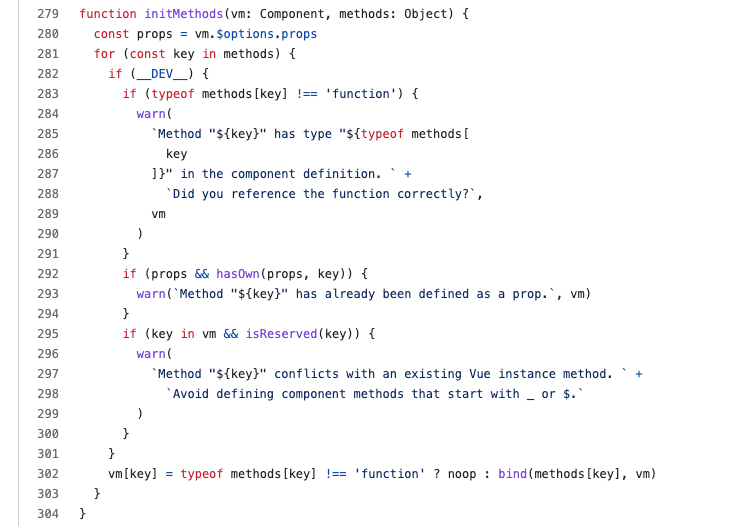 279 function initMethods(vm: Component, methods: Object) {
280   const props = vm.$options.props
281   for (const key in methods) {
282     if (__DEV__) {
283       if (typeof methods[key] !== 'function') {
284         warn(
285           `Method "${key}" has type "${typeof methods[
286             key
287           ]}" in the component definition. ` +
288             `Did you reference the function correctly?`,
289           vm
290         )
291       }
292       if (props && hasOwn(props, key)) {
293         warn(`Method "${key}" has already been defined as a prop.`, vm)
294       }
295       if (key in vm && isReserved(key)) {
296         warn(
297           `Method "${key}" conflicts with an existing Vue instance method. ` +
298             `Avoid defining component methods that start with _ or $.`
299         )
300       }
301     }
302     vm[key] = typeof methods[key] !== 'function' ? noop : bind(methods[key], vm)
303   }
304 }